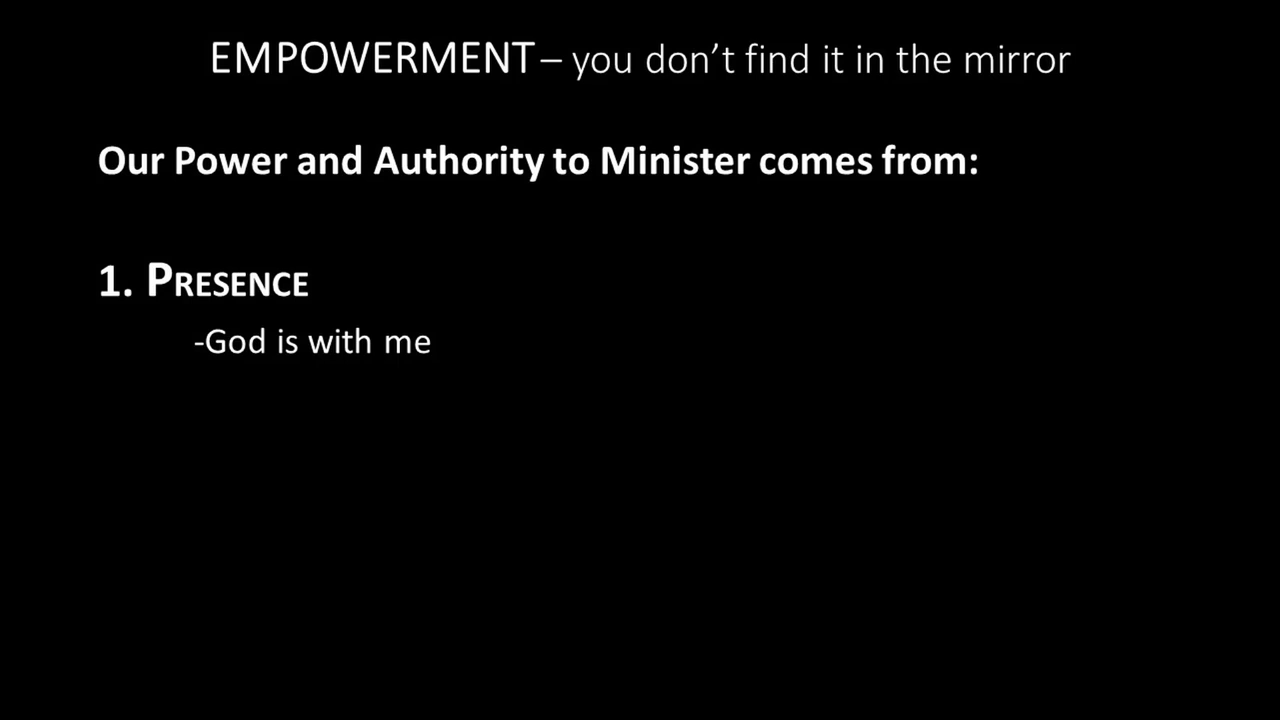 EMPOWERMENT – you don’t find it in the mirror
Our Power and Authority to Minister comes from:
1. PRESENCE
-God is with me